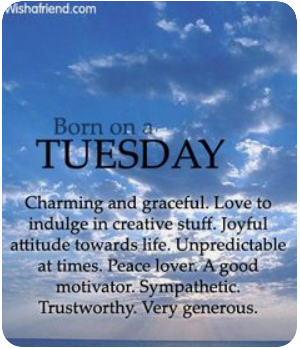 Wishafriend.com
Born on a
TUESDAY
Charming and graceful. Love to
indulge in creative stuff. Joyful
attitude towards life. Unpredictable
at times. Peace lover. A good
motivator. Sympathetic.
Trustworthy. Very generous.